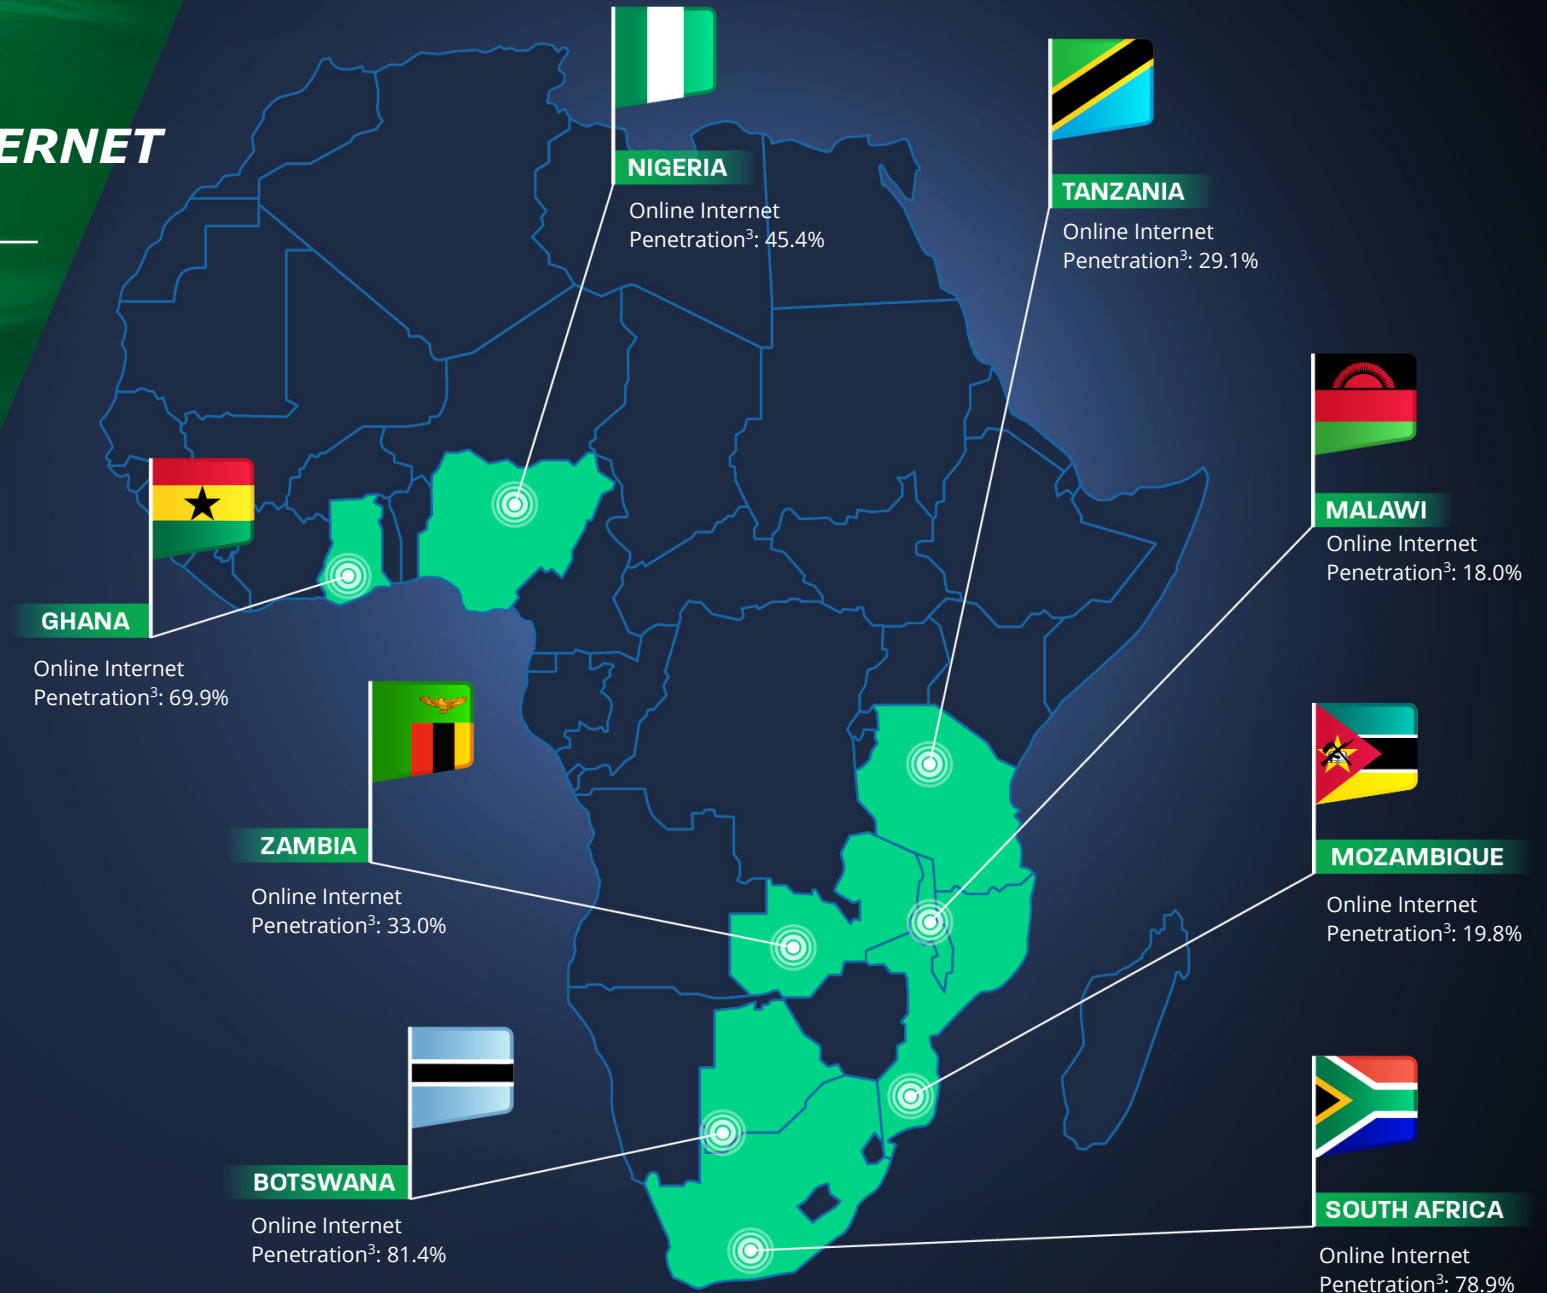 ERNET
NIGERIA
Online Internet
Penetration³: 45.4%
TANZANIA
Online Internet
Penetration³: 29.1%
MALAWI
Online Internet
Penetration³: 18.0%
GHANA
Online Internet
Penetration³: 69.9%
ZAMBIA
Online Internet
Penetration³: 33.0%
MOZAMBIQUE
Online Internet
Penetration³: 19.8%
BOTSWANA
Online Internet
Penetration³: 81.4%
SOUTH AFRICA
Online Internet
Penetration³: 78.9%